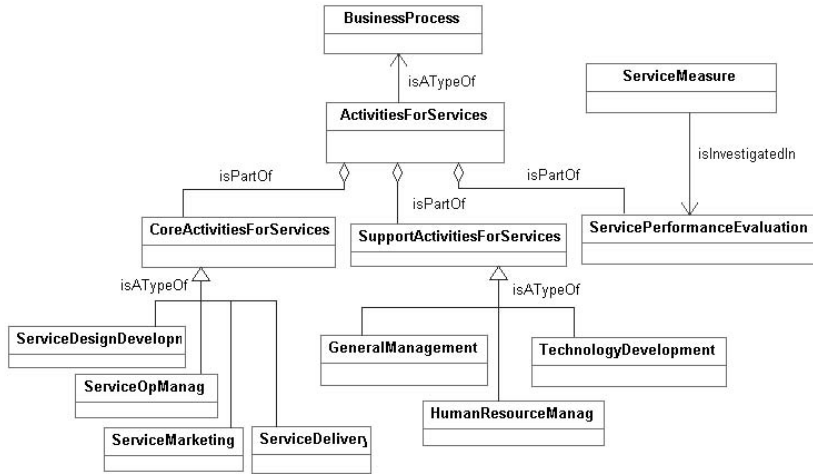 BusinessProcess
isATypeOf
ServiceMeasure
ActivitiesForServices
isInvestigatedIn
isPartOf
isPartOf
isPartOf
CoreActivitiesForServices
SupportActivitiesForServices
ServicePerformanceEvaluation
isATypeOf
isATypeOf
ServiceDesignDevelopn
GeneralManagement
TechnologyDevelopment
ServiceOpManag
HumanResourceManag
ServiceMarketing
ServiceDelivery